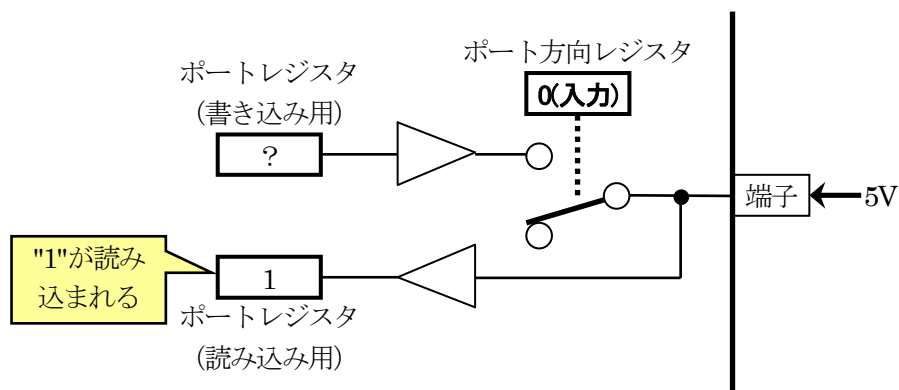 ポート方向レジスタ
0(入力)
ポートレジスタ
(書き込み用)
?
端子
5V
"1"が読み
込まれる
1
ポートレジスタ
(読み込み用)